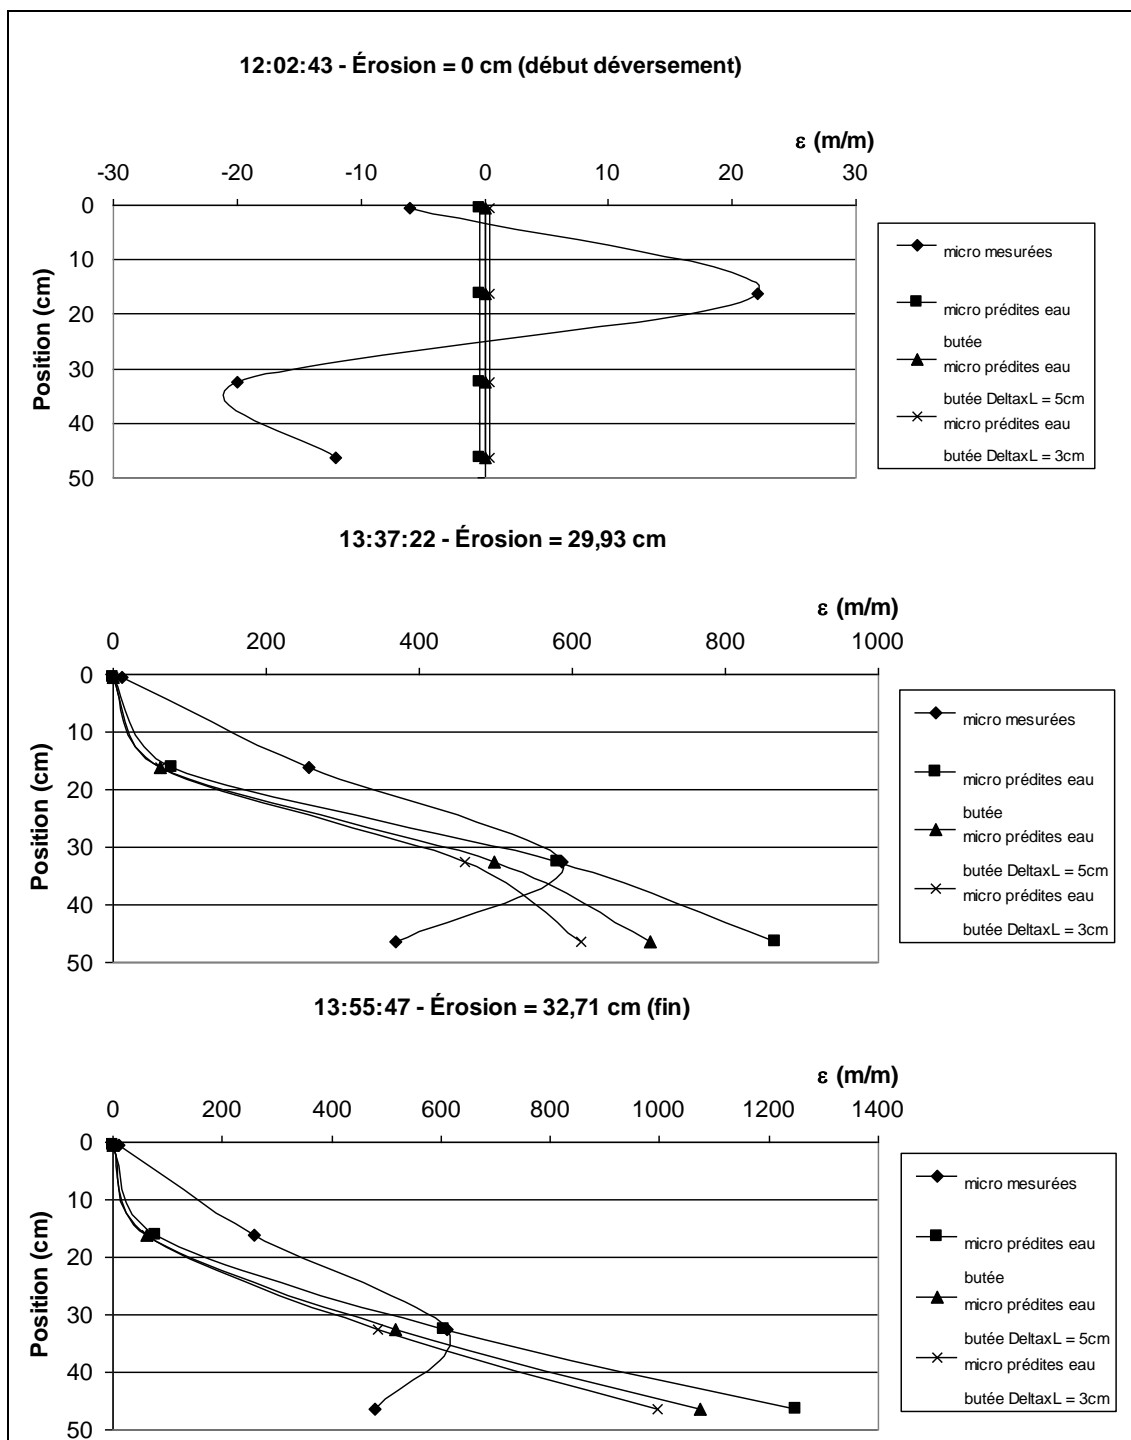 12:02:43 - Érosion = 0 cm (début déversement)
ε (m/m)
-30 -20 -10 0 10 20 30
0
10
20
30
40
50
Position (cm)
micro mesurées
micro prédites eau
butée
micro prédites eau
butée DeltaxL = 5cm
micro prédites eau
butée DeltaxL = 3cm
13:37:22 - Érosion = 29,93 cm
ε (m/m)
0 200 400 600 800 1000
0
10
20
30
40
50
Position (cm)
micro mesurées
micro prédites eau
butée
micro prédites eau
butée DeltaxL = 5cm
micro prédites eau
butée DeltaxL = 3cm
13:55:47 - Érosion = 32,71 cm (fin)
ε (m/m)
0 200 400 600 800 1000 1200 1400
0
10
20
30
40
50
Position (cm)
micro mesurées
micro prédites eau
butée
micro prédites eau
butée DeltaxL = 5cm
micro prédites eau
butée DeltaxL = 3cm